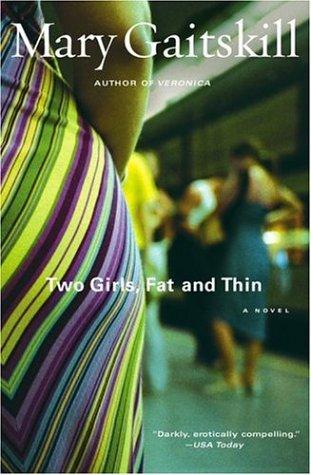 Mary Gaitskill
AUTHOR OF VERONICA
Two Girls, Fat and Thin
A NOVEL
"Darkly, erotically compelling."
—USA Today